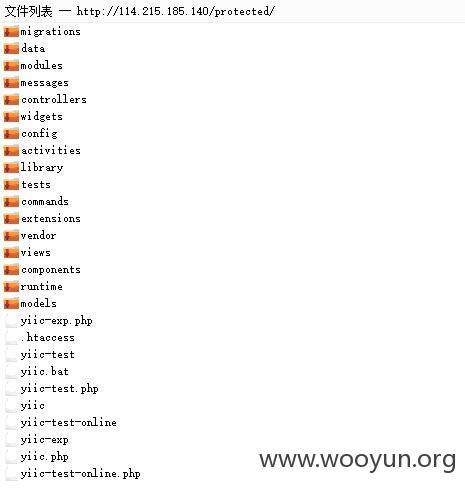 文件列表 — http://114.215.185.140/protected/
migrations
data
modules
messages
controllers
widgets
config
activities
library
tests
commands
extensions
vendor
views
components
runtime
models
yiic-exp.php
.htaccess
yiic-test
yiic.bat
yiic-test.php
yiic
yiic-test-online
yiic-exp
yiic.php
yiic-test-online.php
www.wooyun.org